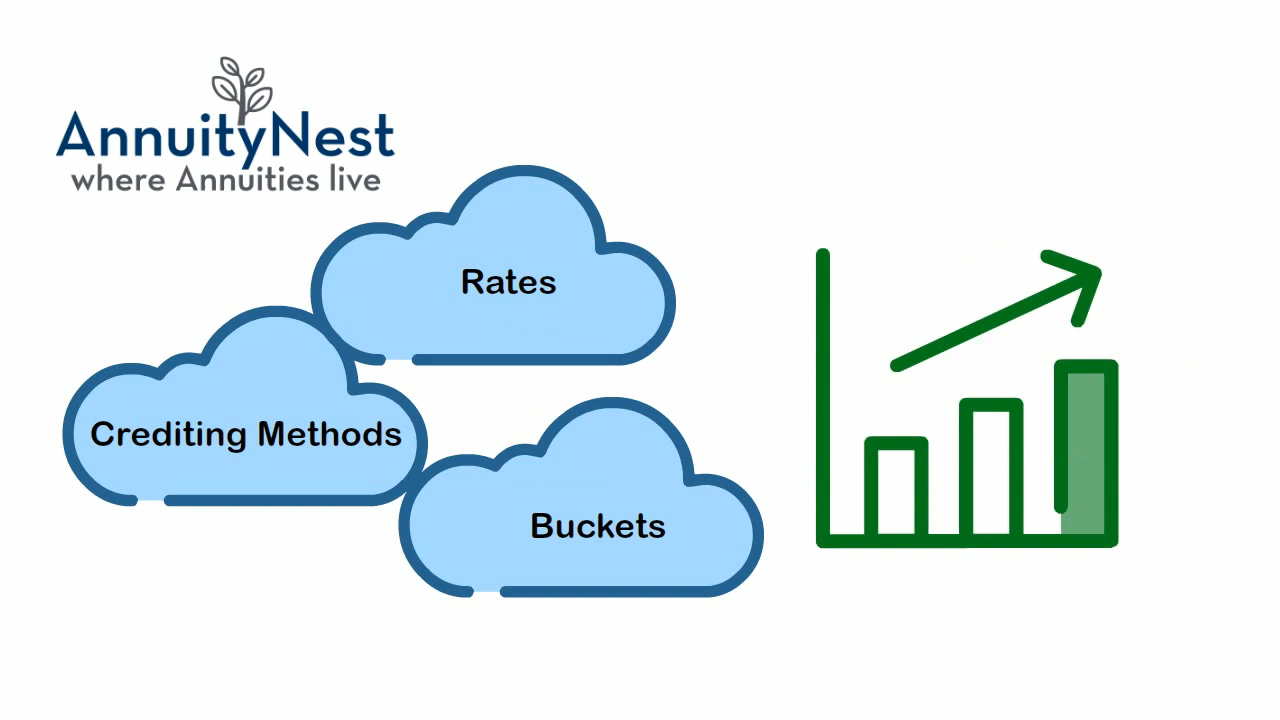 AnnuityNest
where Annuities live
Rates
Crediting Methods
Buckets